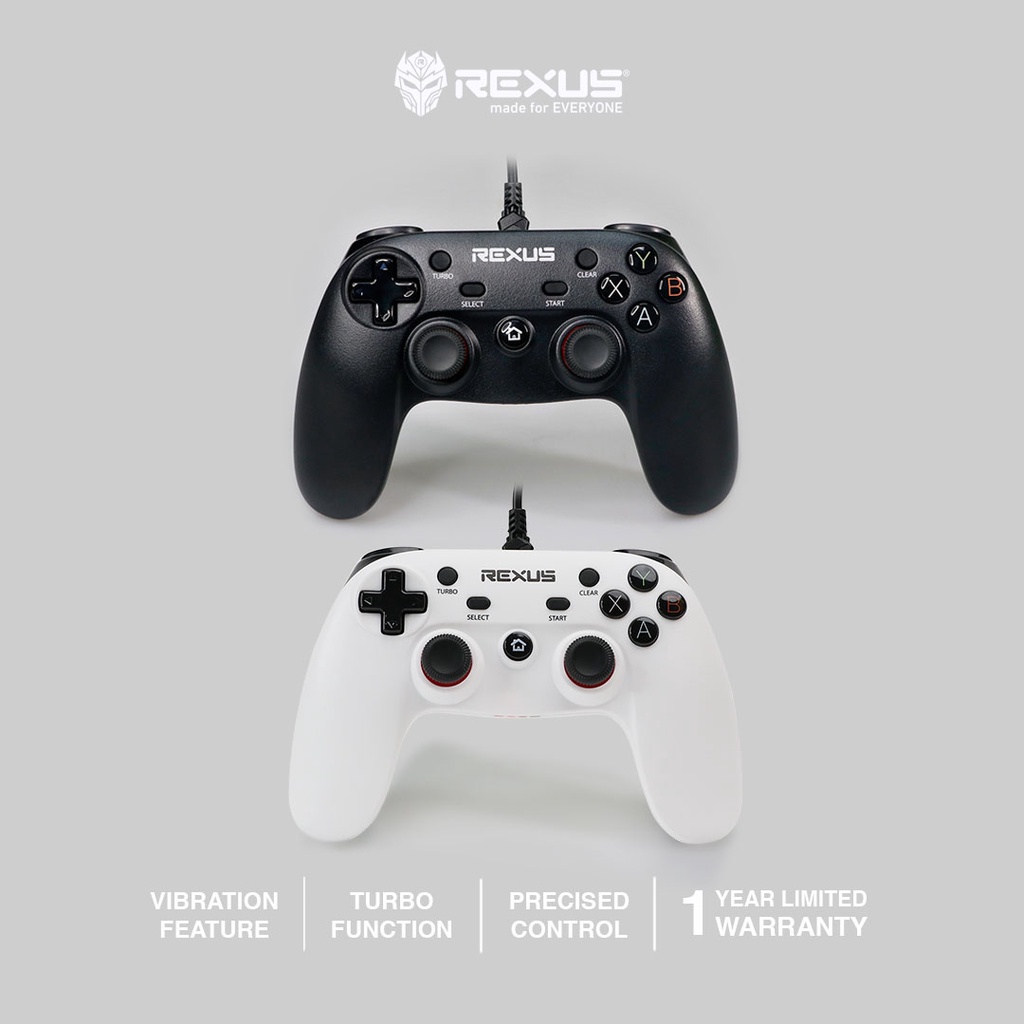 REXUS®
made for EVERYONE
REXUS
TURBO
CLEAR
SELECT
START
Y
X
B
A
REXUS
TURBO
CLEAR
SELECT
START
Y
X
B
A
VIBRATION
FEATURE
TURBO
FUNCTION
PRECISED
CONTROL
1 YEAR LIMITED
WARRANTY